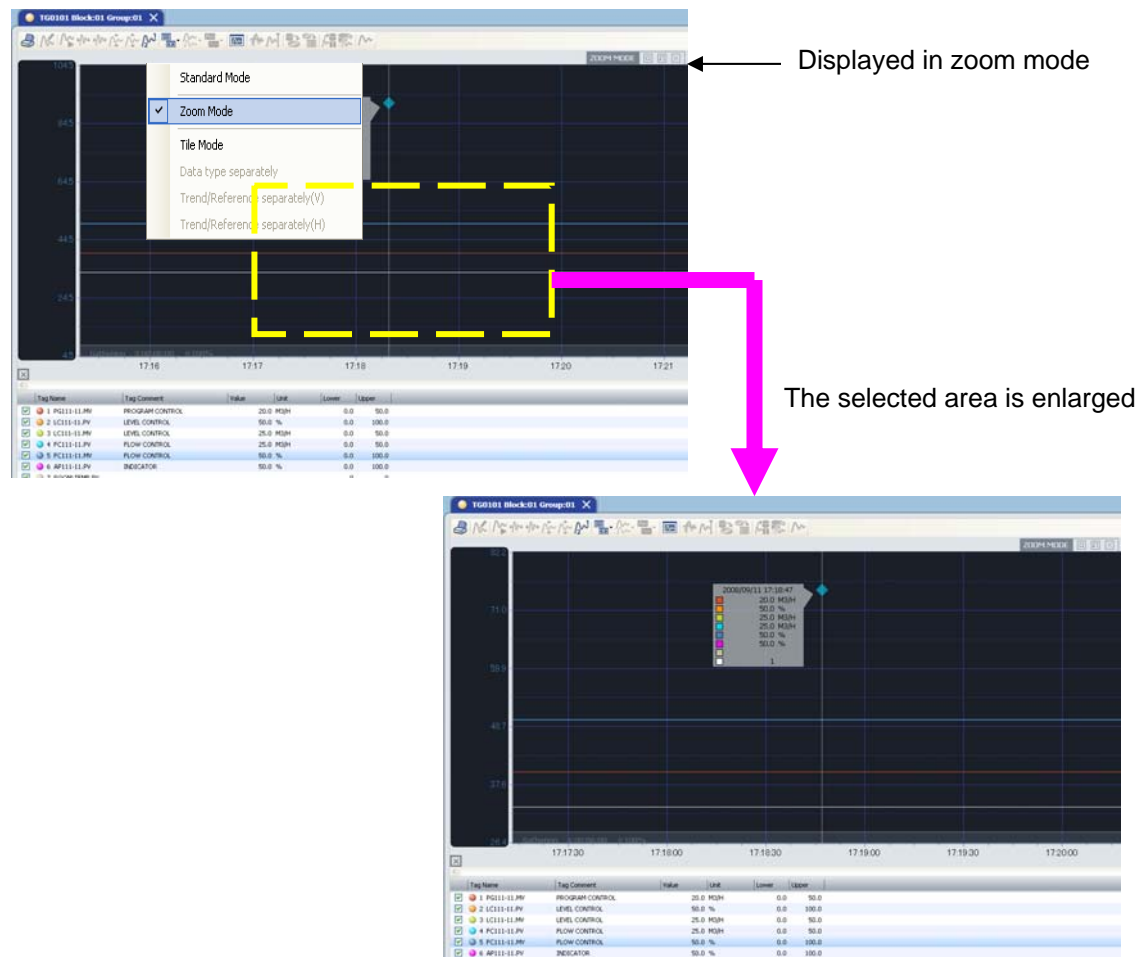 TG0101 Block:01 Group:01
ZOOM MODE
Displayed in zoom mode
Standard Mode
Zoom Mode
Tile Mode
Data type separately
Trend/Reference separately(V)
Trend/Reference separately(H)
104.5
84.5
64.5
44.5
24.5
4.5
17:16 17:17 17:18 17:19 17:20 17:21
Tag Name Tag Comment Value Unit Lower Upper
1 PG111-11.MV PROGRAM CONTROL 20.0 M3/H 0.0 50.0
2 LC111-11.PV LEVEL CONTROL 50.0 % 0.0 100.0
3 LC111-11.MV LEVEL CONTROL 25.0 M3/H 0.0 50.0
4 FC111-11.PV FLOW CONTROL 25.0 M3/H 0.0 50.0
5 FC111-11.MV FLOW CONTROL 50.0 % 0.0 100.0
6 AP111-11.PV INDICATOR 50.0 % 0.0 100.0
The selected area is enlarged
TG0101 Block:01 Group:01
ZOOM MODE
82.2
71.0
59.9
48.7
37.6
26.4
2008/09/11 17:18:47
20.0 M3/H
50.0 %
25.0 M3/H
25.0 M3/H
50.0 %
50.0 %
1
17:17:30 17:18:00 17:18:30 17:19:00 17:19:30 17:20:00
Tag Name Tag Comment Value Unit Lower Upper
1 PG111-11.MV PROGRAM CONTROL 20.0 M3/H 0.0 50.0
2 LC111-11.PV LEVEL CONTROL 50.0 % 0.0 100.0
3 LC111-11.MV LEVEL CONTROL 25.0 M3/H 0.0 50.0
4 FC111-11.PV FLOW CONTROL 25.0 M3/H 0.0 50.0
5 FC111-11.MV FLOW CONTROL 50.0 % 0.0 100.0
6 AP111-11.PV INDICATOR 50.0 % 0.0 100.0